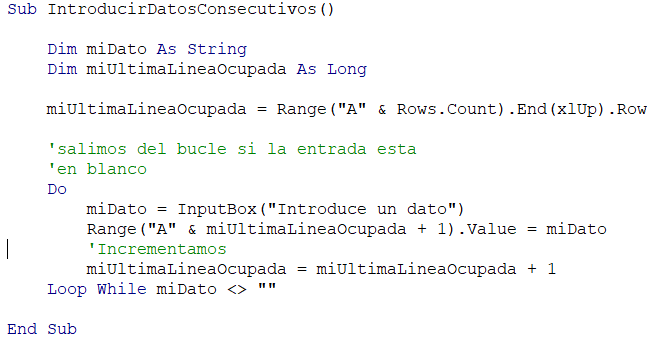 Sub IntroducirDatosConsecutivos()
Dim miDato As String
Dim miUltimaLineaOcupada As Long
miUltimaLineaOcupada = Range("A" & Rows.Count).End(xlUp).Row
'salimos del bucle si la entrada esta
'en blanco
Do
miDato = InputBox("Introduce un dato")
Range("A" & miUltimaLineaOcupada + 1).Value = miDato
'Incrementamos
miUltimaLineaOcupada = miUltimaLineaOcupada + 1
Loop While miDato <> ""
End Sub